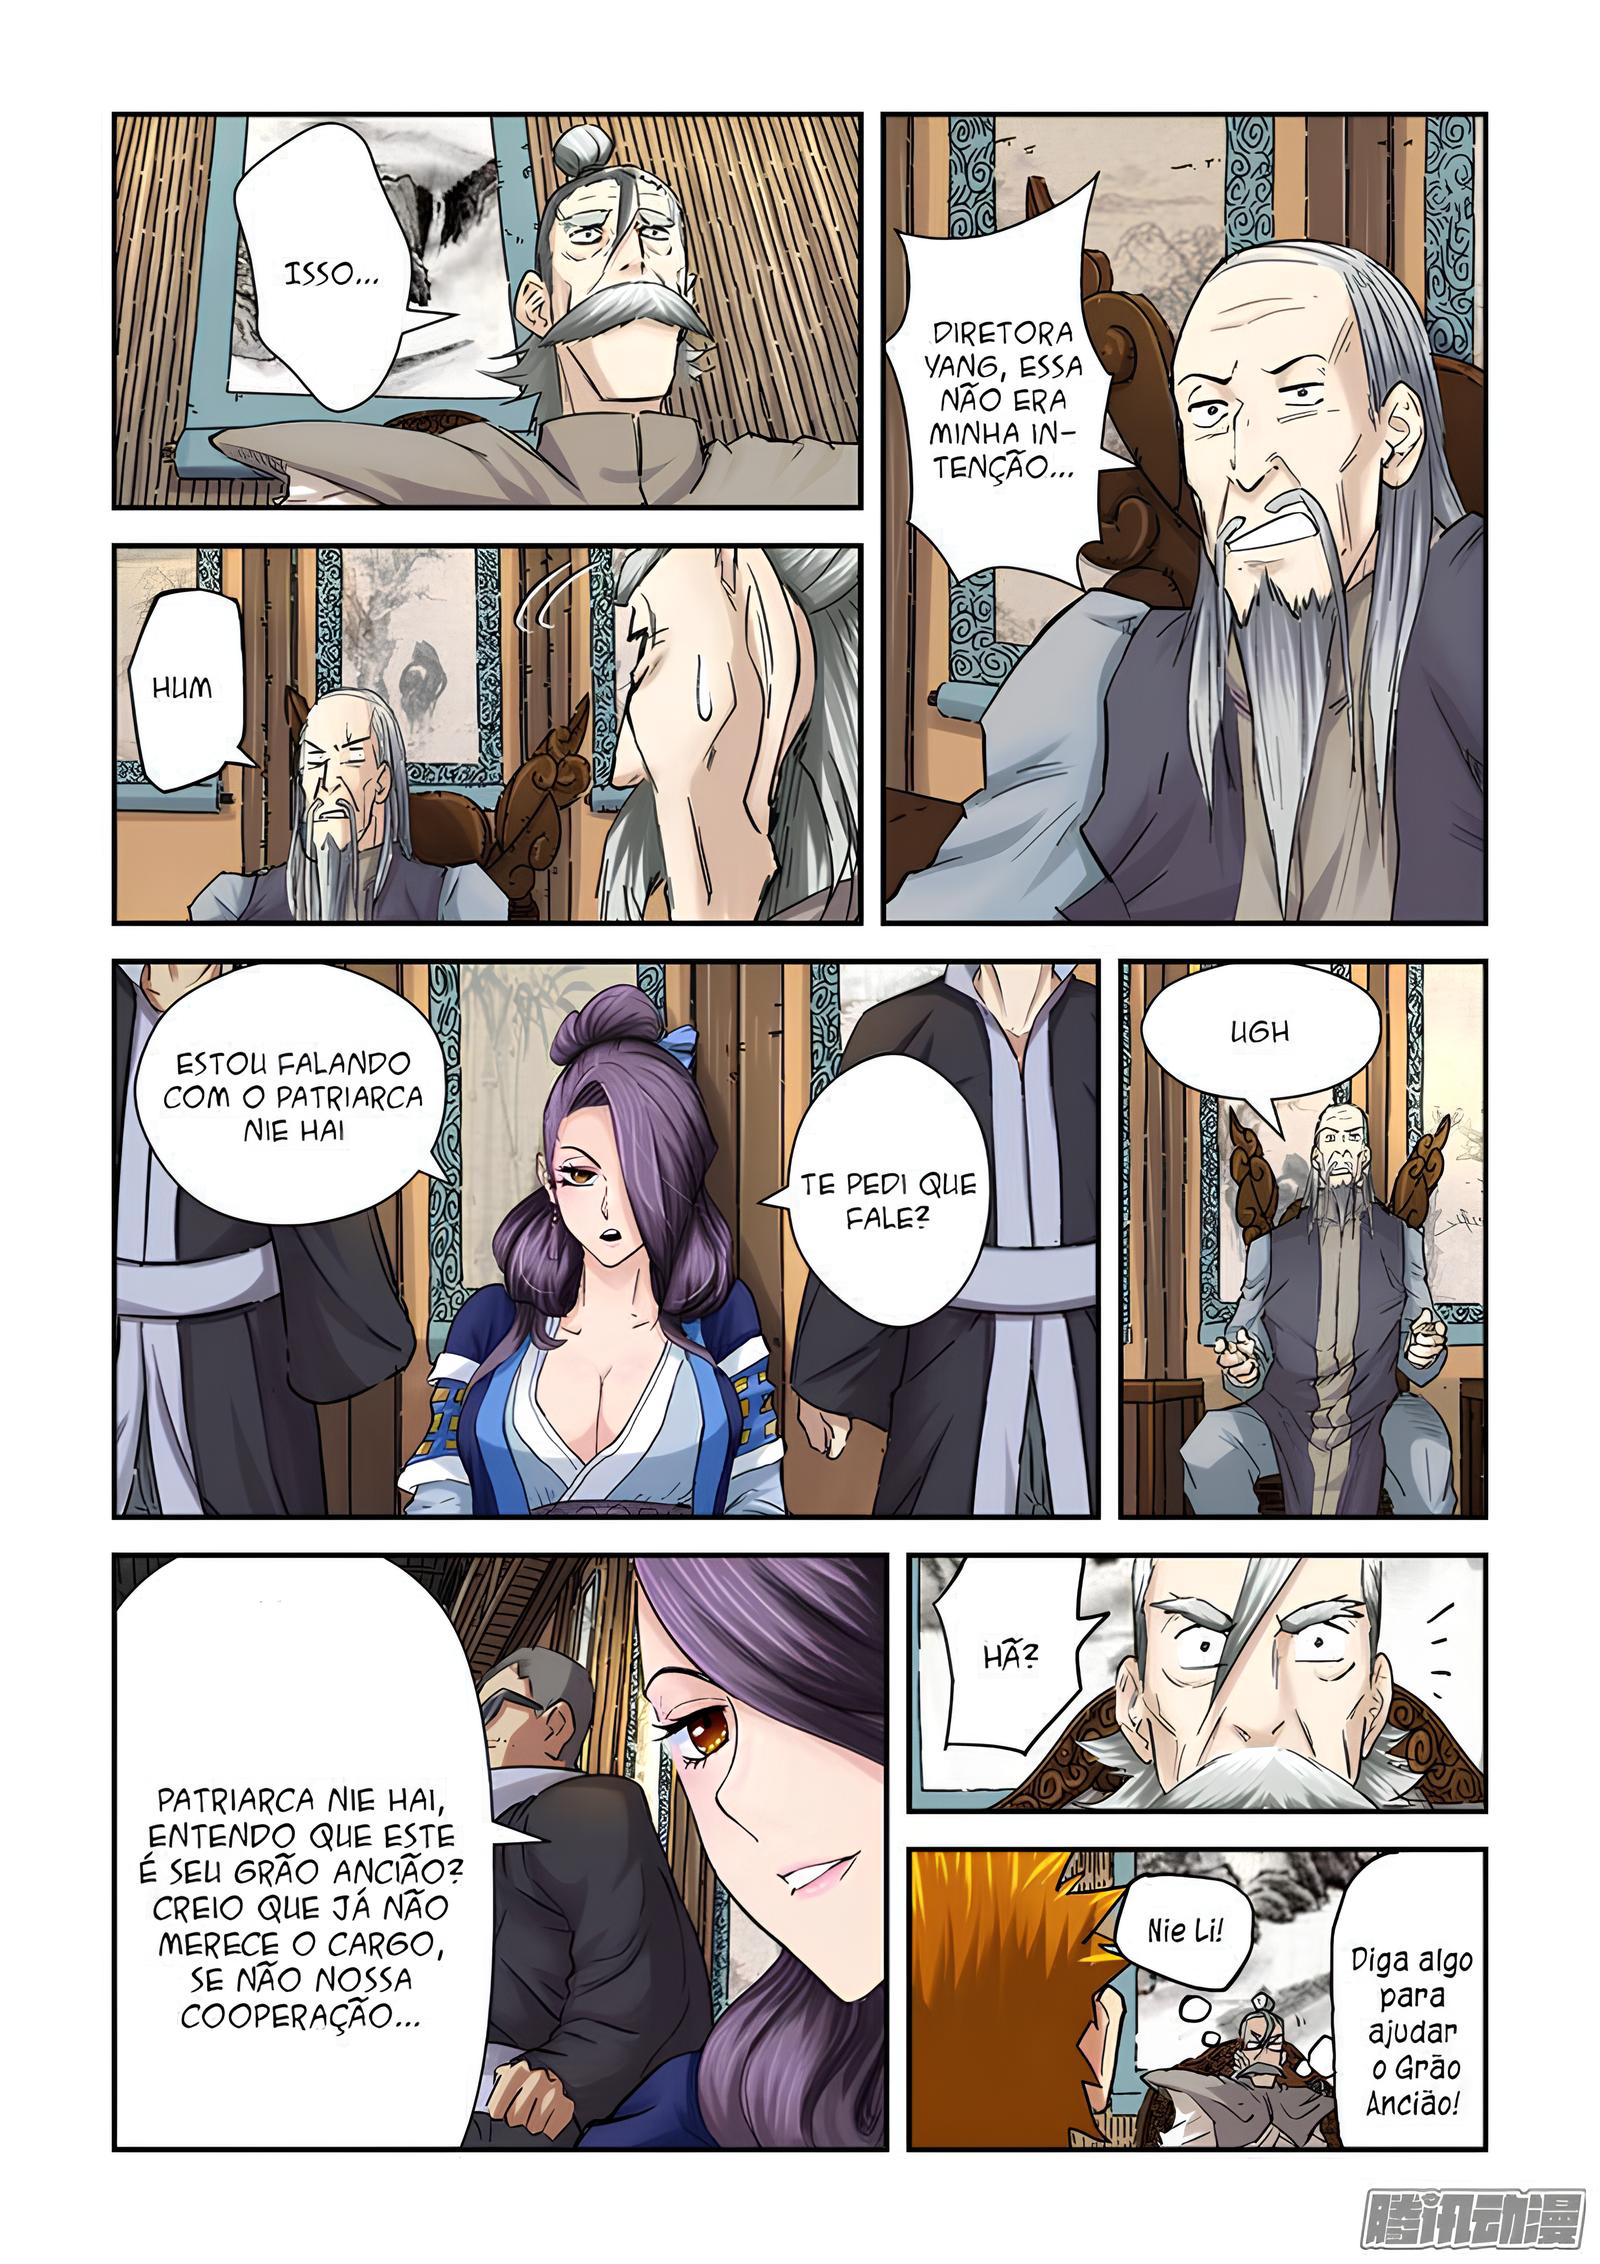 ISSO...
DIRETORA
YANG, ESSA
NÃO ERA
MINHA IN-
TENÇÃO...
HUM
ESTOU FALANDO
COM O PATRIARCA
NIE HAI
TE PEDI QUE
FALE?
UGH
PATRIARCA NIE HAI,
ENTENDO QUE ESTE
É SEU GRÃO ANCIÃO?
CREIO QUE JÁ NÃO
MERECE O CARGO,
SE NÃO NOSSA
COOPERAÇÃO...
HÃ?
Nie Li!
Diga algo
para
ajudar
o Grão
Ancião!
腾讯动漫